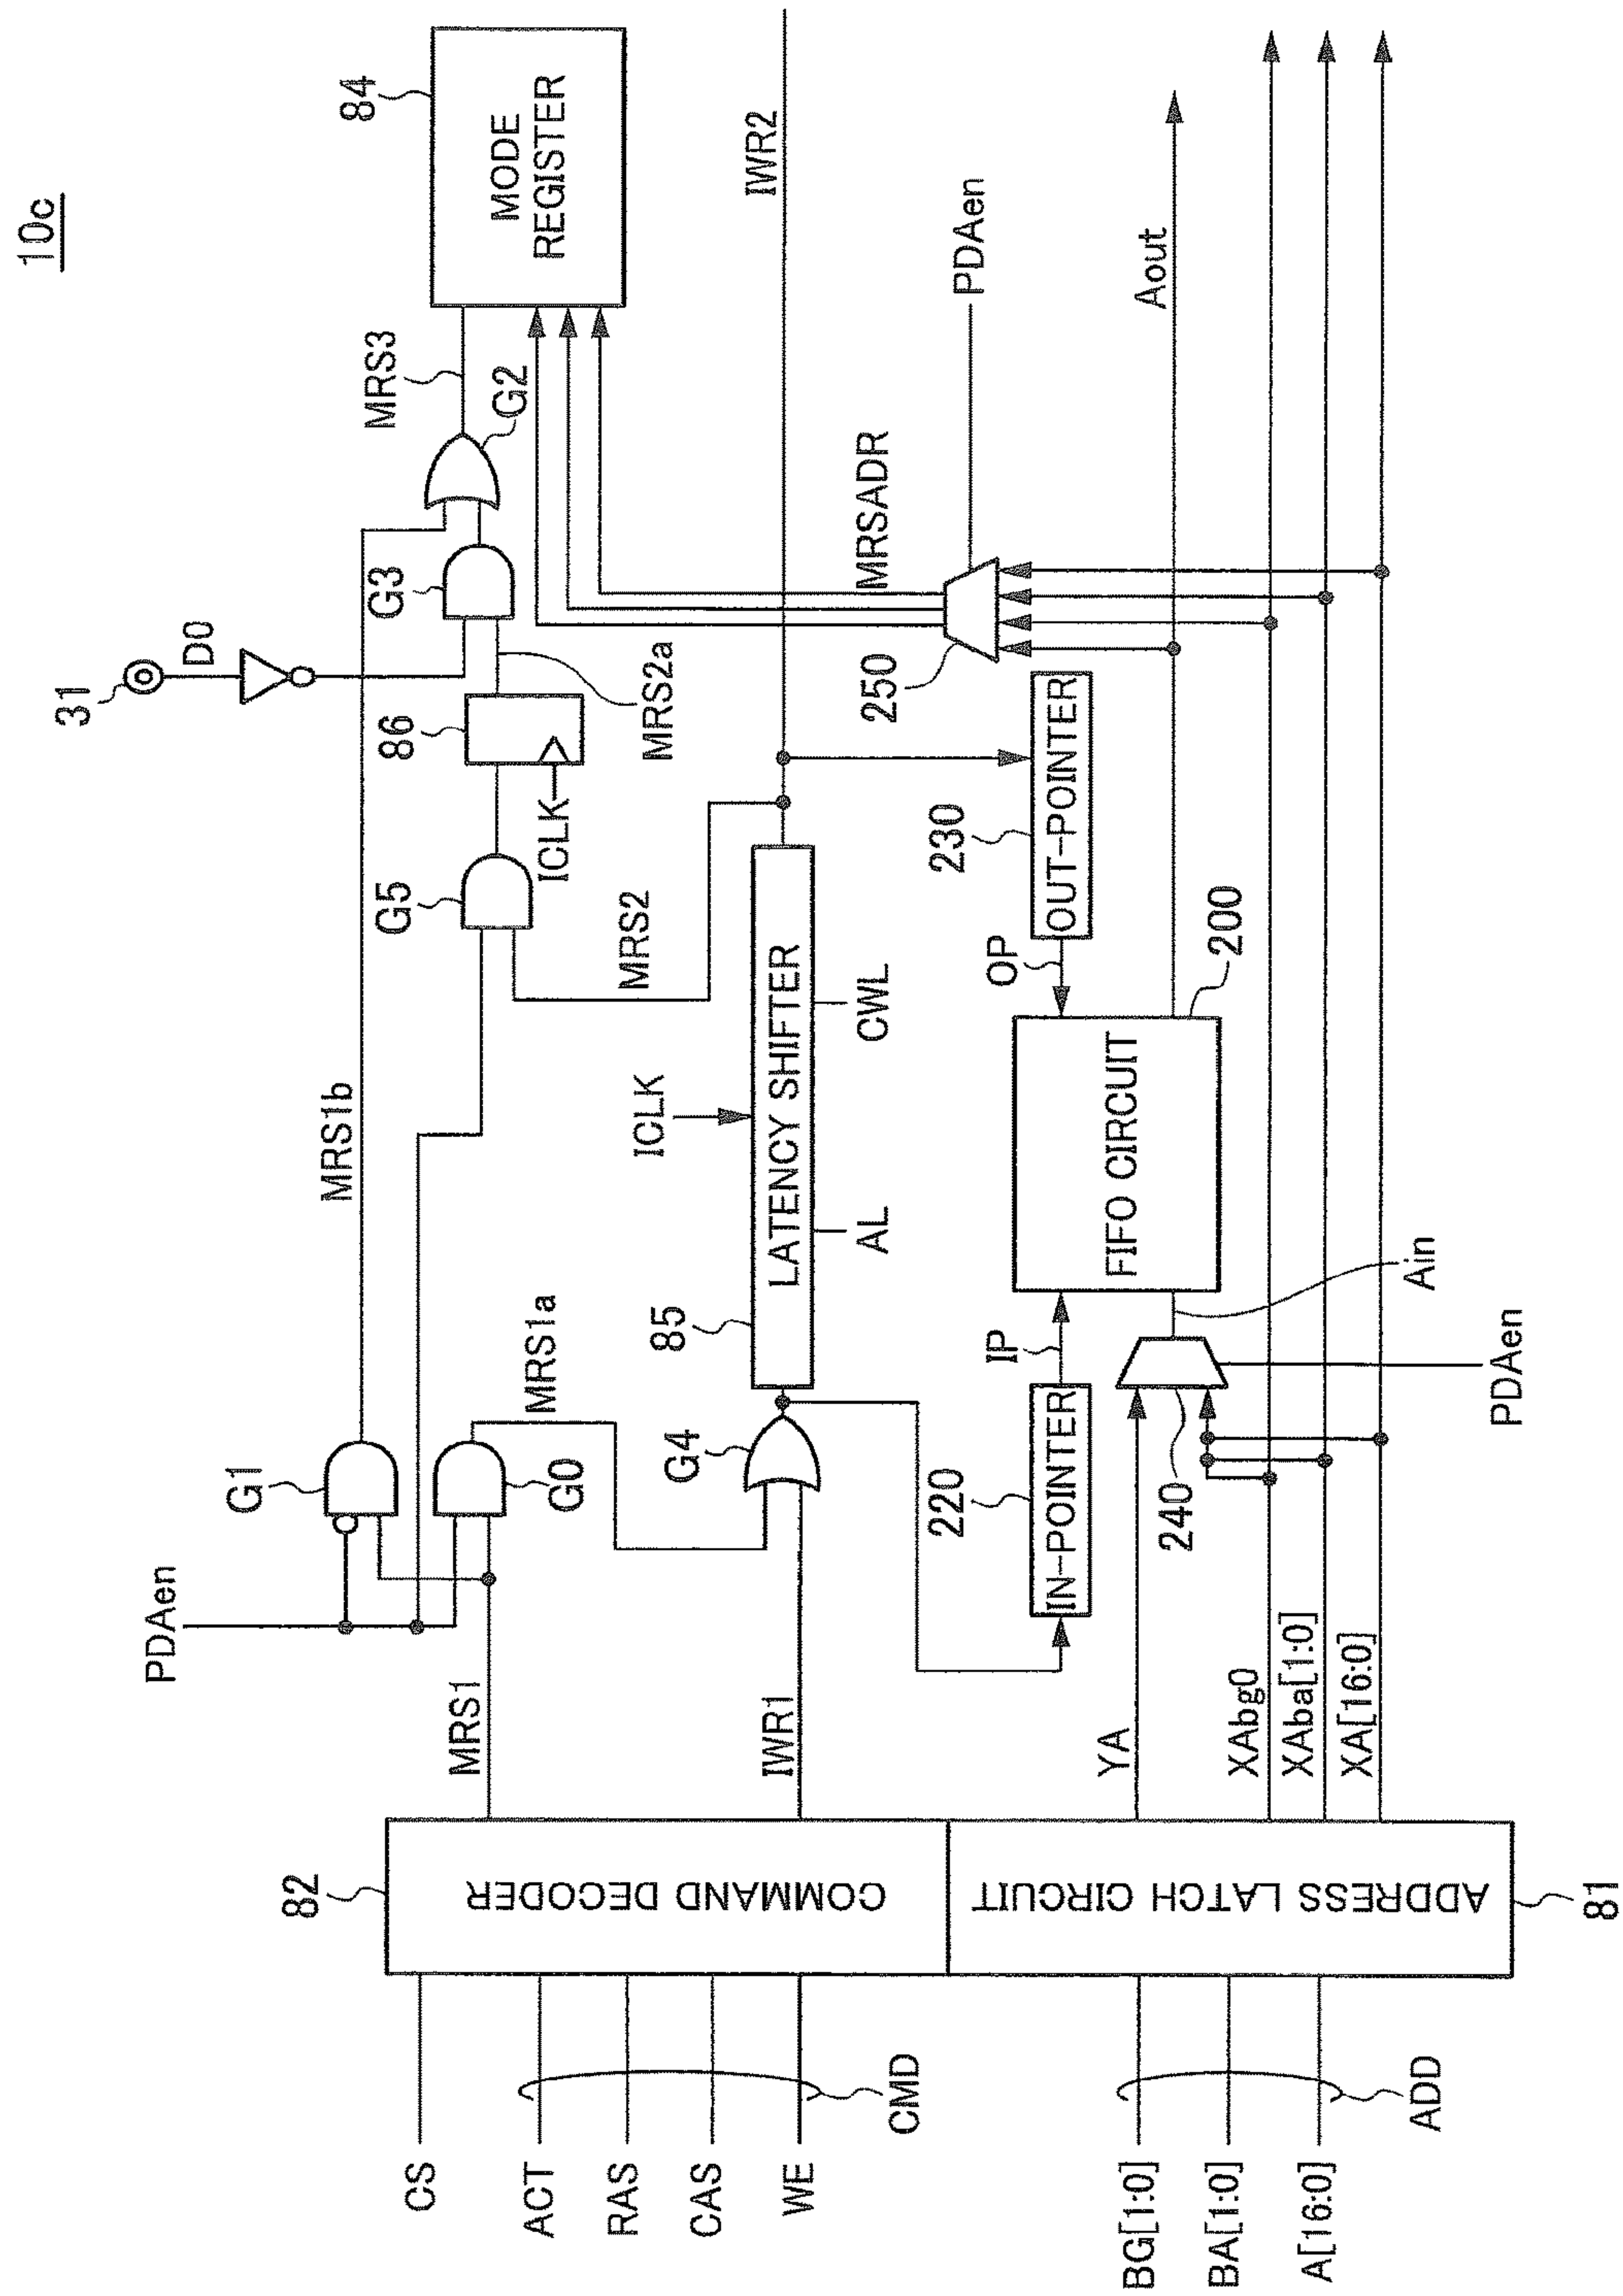 10c
PDAen
G1
MRS1b
31
D0
G3
MRS3
84
MODE
REGISTER
G2
86
G5
ICLK
MRS2a
82
CS
ACT
RAS
CAS
WE
CMD
COMMAND DECODER
MRS1
G0
MRS1a
MRS2
IWR1
G4
85
ICLK
LATENCY SHIFTER
AL
CWL
IWR2
220
IN-POINTER
IP
OP
230
OUT-POINTER
250
MRSADR
PDAen
FIFO CIRCUIT
200
Aout
BG[1:0]
BA[1:0]
A[16:0]
ADD
ADDRESS LATCH CIRCUIT
81
YA
240
Ain
XAbg0
XAba[1:0]
XA[16:0]
PDAen